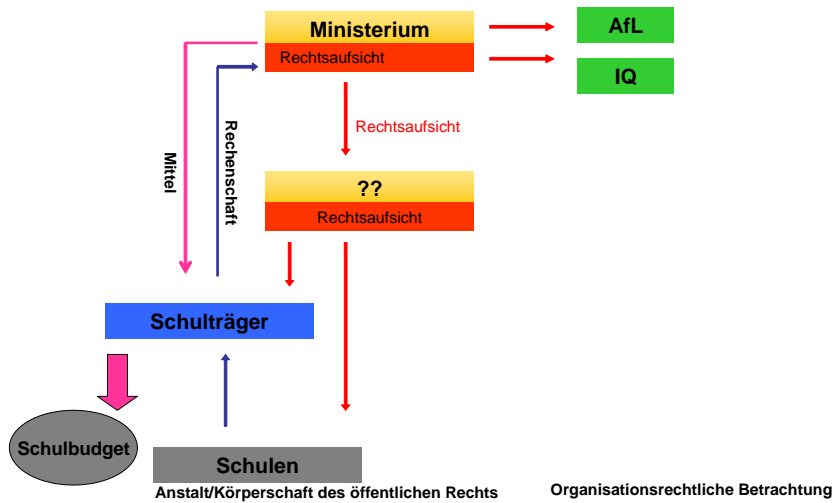 Ministerium
Rechtsaufsicht
AfL
IQ
Mittel
Rechenschaft
Rechtsaufsicht
??
Rechtsaufsicht
Schulträger
Schulbudget
Schulen
Anstalt/Körperschaft des öffentlichen Rechts
Organisationsrechtliche Betrachtung